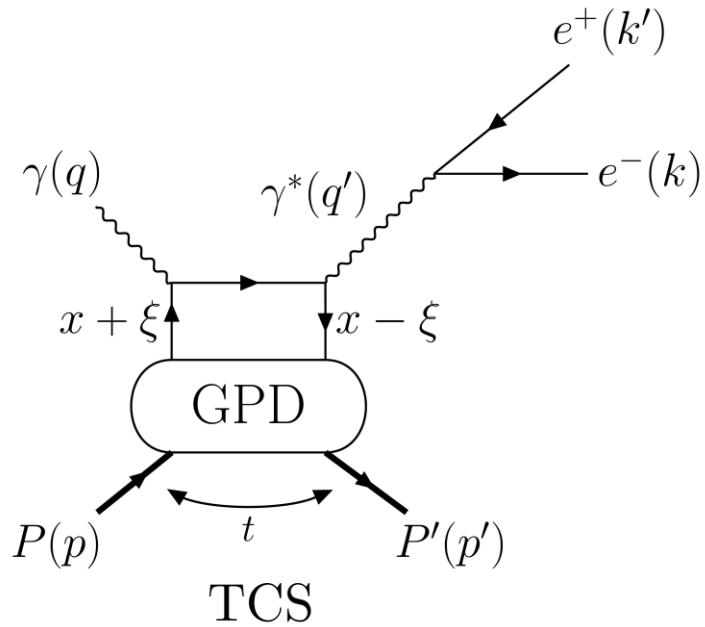 e⁺(k′)
γ(q)
γ*(q′)
e⁻(k)
x + ξ
x − ξ
GPD
t
P(p)
P′(p′)
TCS